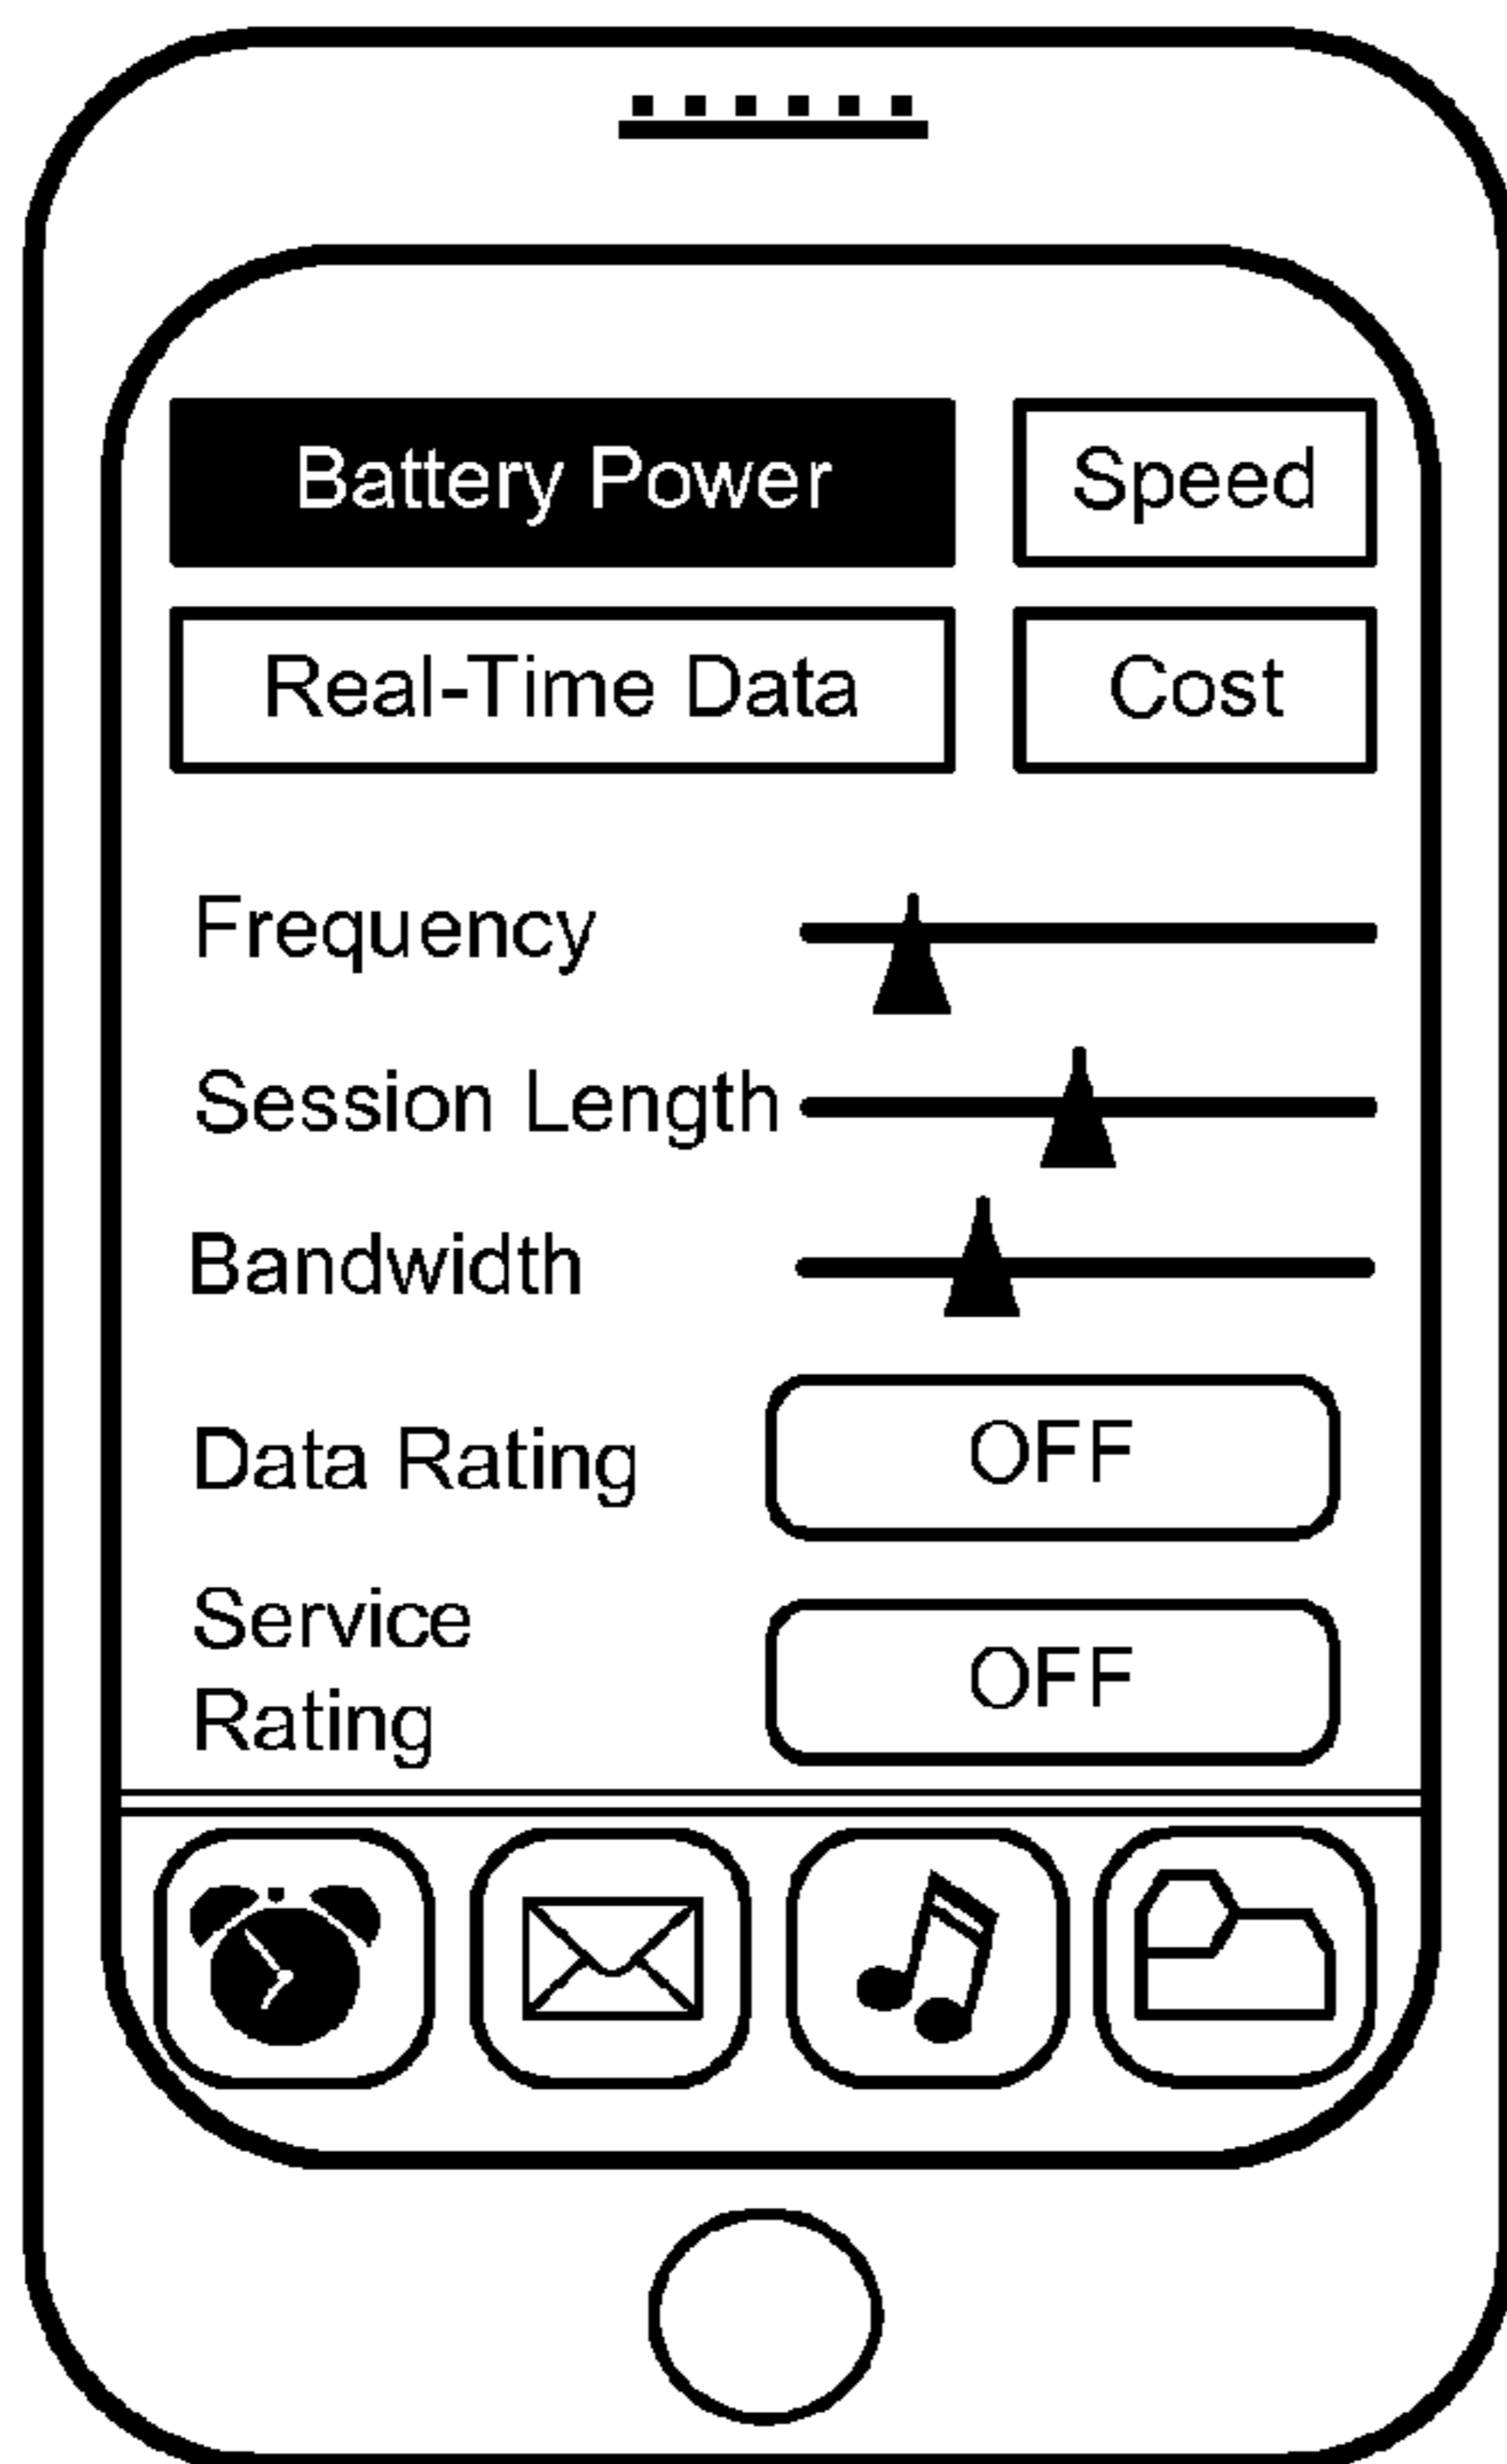 Battery Power
Speed
Real-Time Data
Cost
Frequency
Session Length
Bandwidth
Data Rating
OFF
Service
Rating
OFF